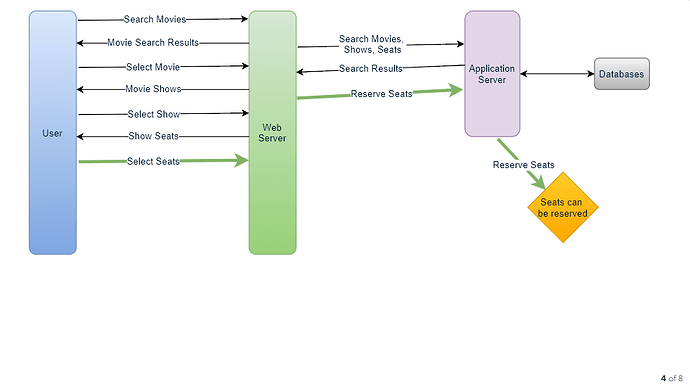 Search Movies
Movie Search Results
Search Movies,
Shows, Seats
Select Movie
Search Results
Application
Server
Databases
Movie Shows
Reserve Seats
Select Show
User
Web
Server
Show Seats
Select Seats
Reserve Seats
Seats can
be reserved
4 of 8